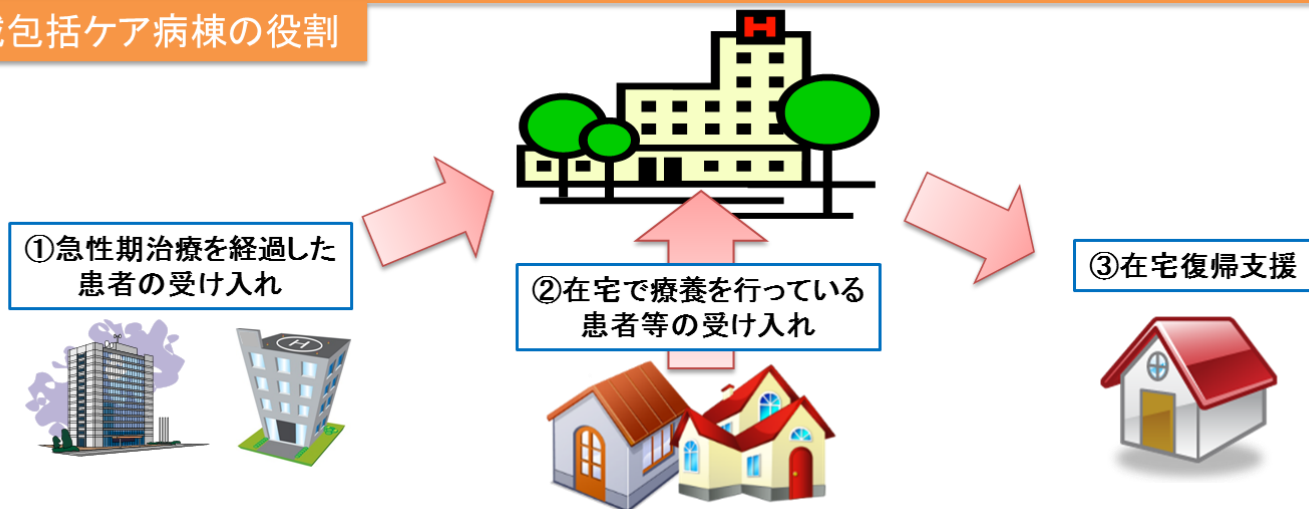 域包括ケア病棟の役割
H
①急性期治療を経過した
患者の受け入れ
H
②在宅で療養を行っている
患者等の受け入れ
③在宅復帰支援